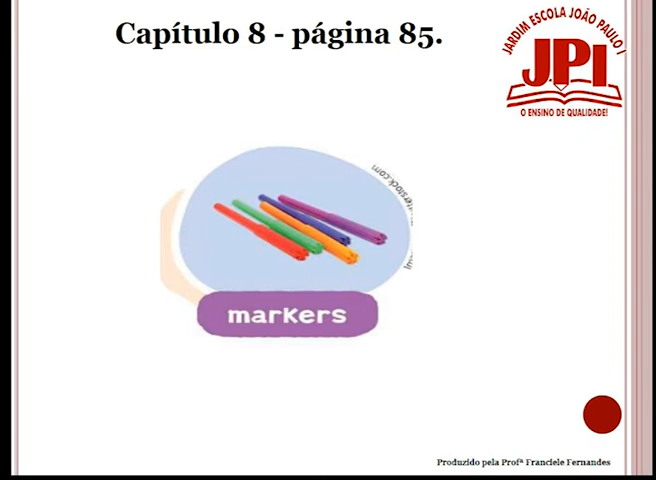 Capítulo 8 - página 85.
JARDIM ESCOLA JOÃO PAULO I
JPI
O ENSINO DE QUALIDADE!
markers
Produzido pela Profª Franciele Fernandes